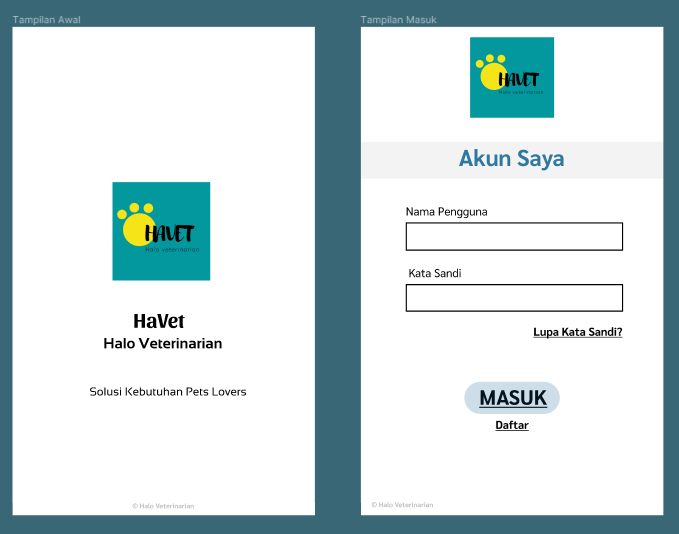 Tampilan Awal
HAVET
Halo veterinarian
HaVet
Halo Veterinarian
Solusi Kebutuhan Pets Lovers
© Halo Veterinarian
Tampilan Masuk
HAVET
Halo veterinarian
Akun Saya
Nama Pengguna
Kata Sandi
Lupa Kata Sandi?
MASUK
Daftar
© Halo Veterinarian